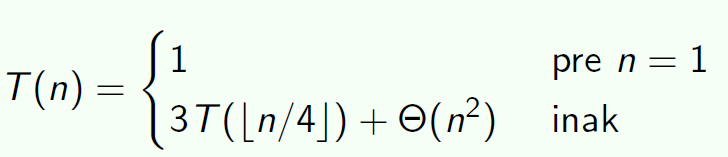 T(n) = { 1 pre n = 1
3T(⌊n/4⌋) + Θ(n²) inak